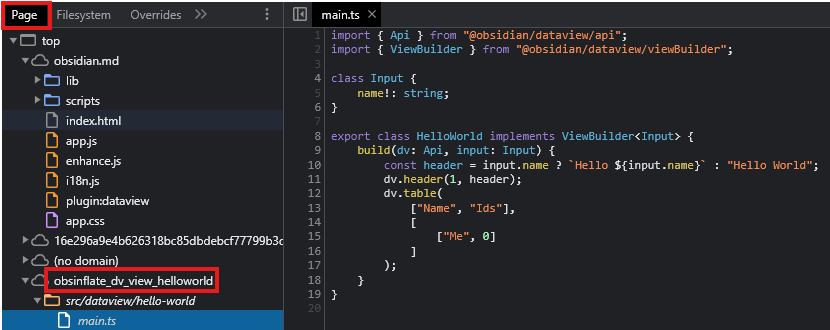 Page Filesystem Overrides
top
obsidian.md
lib
scripts
index.html
app.js
enhance.js
i18n.js
plugin:dataview
app.css
16e296a9e4b626318bc85dbdebcf77799b3d
(no domain)
obsinflate_dv_view_helloworld
src/dataview/hello-world
main.ts
main.ts
1 import { Api } from "@obsidian/dataview/api";
2 import { ViewBuilder } from "@obsidian/dataview/viewBuilder";
3
4 class Input {
5 name!: string;
6 }
7
8 export class HelloWorld implements ViewBuilder<Input> {
9 build(dv: Api, input: Input) {
10 const header = input.name ? `Hello ${input.name}` : "Hello World";
11 dv.header(1, header);
12 dv.table(
13 ["Name", "Ids"],
14 [
15 ["Me", 0]
16 ]
17 );
18 }
19 }
20